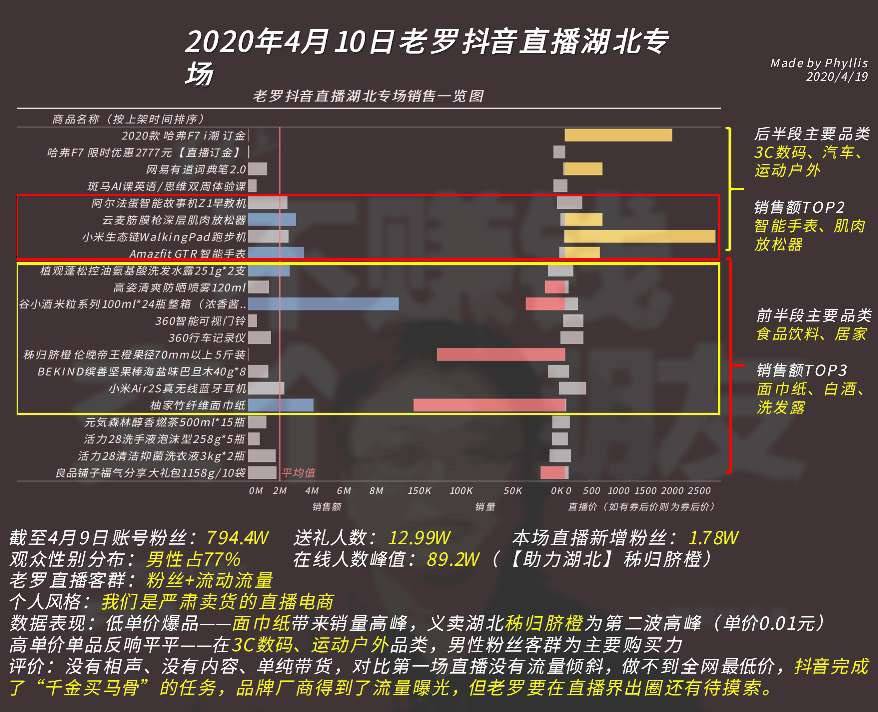 2020年4月10日老罗抖音直播湖北专
场
Made by Phyllis
2020/4/19
老罗抖音直播湖北专场销售一览图
商品名称（按上架时间排序）
2020款 哈弗F7 i潮 订金
哈弗F7 限时优惠2777元【直播订金】
网易有道词典笔2.0
斑马AI课英语/思维双周体验课
阿尔法蛋智能故事机Z1早教机
云麦筋膜枪深层肌肉放松器
小米生态链WalkingPad跑步机
Amazfit GTR 智能手表
植观蓬松控油氨基酸洗发水露251g*2支
高姿清爽防晒喷雾120ml
谷小酒米粒系列100ml*24瓶整箱（浓香酱..
360智能可视门铃
360行车记录仪
秭归脐橙 伦晚帝王橙果径70mm以上 5斤装
BEKIND缤善坚果棒海盐味巴旦木40g*8
小米Air2S真无线蓝牙耳机
柚家竹纤维面巾纸
元気森林醇香燃茶500ml*15瓶
活力28洗手液泡沫型258g*5瓶
活力28清洁抑菌洗衣液3kg*2瓶
良品铺子福气分享大礼包1158g/10袋
平均值
0M 2M 4M 6M 8M 150K 100K 50K 0K 0 500 1000 1500 2000 2500
销售额 销量 直播价（如有券后价则为券后价）
后半段主要品类
3C数码、汽车、
运动户外
销售额TOP2
智能手表、肌肉
放松器
前半段主要品类
食品饮料、居家
销售额TOP3
面巾纸、白酒、
洗发露
截至4月9日账号粉丝：794.4W 送礼人数：12.99W 本场直播新增粉丝：1.78W
观众性别分布：男性占77% 在线人数峰值：89.2W（【助力湖北】秭归脐橙）
老罗直播客群：粉丝+流动流量
个人风格：我们是严肃卖货的直播电商
数据表现：低单价爆品——面巾纸带来销量高峰，义卖湖北秭归脐橙为第二波高峰（单价0.01元）
高单价单品反响平平——在3C数码、运动户外品类，男性粉丝客群为主要购买力
评价：没有相声、没有内容、单纯带货，对比第一场直播没有流量倾斜，做不到全网最低价，抖音完成
了“千金买马骨”的任务，品牌厂商得到了流量曝光，但老罗要在直播界出圈还有待摸索。